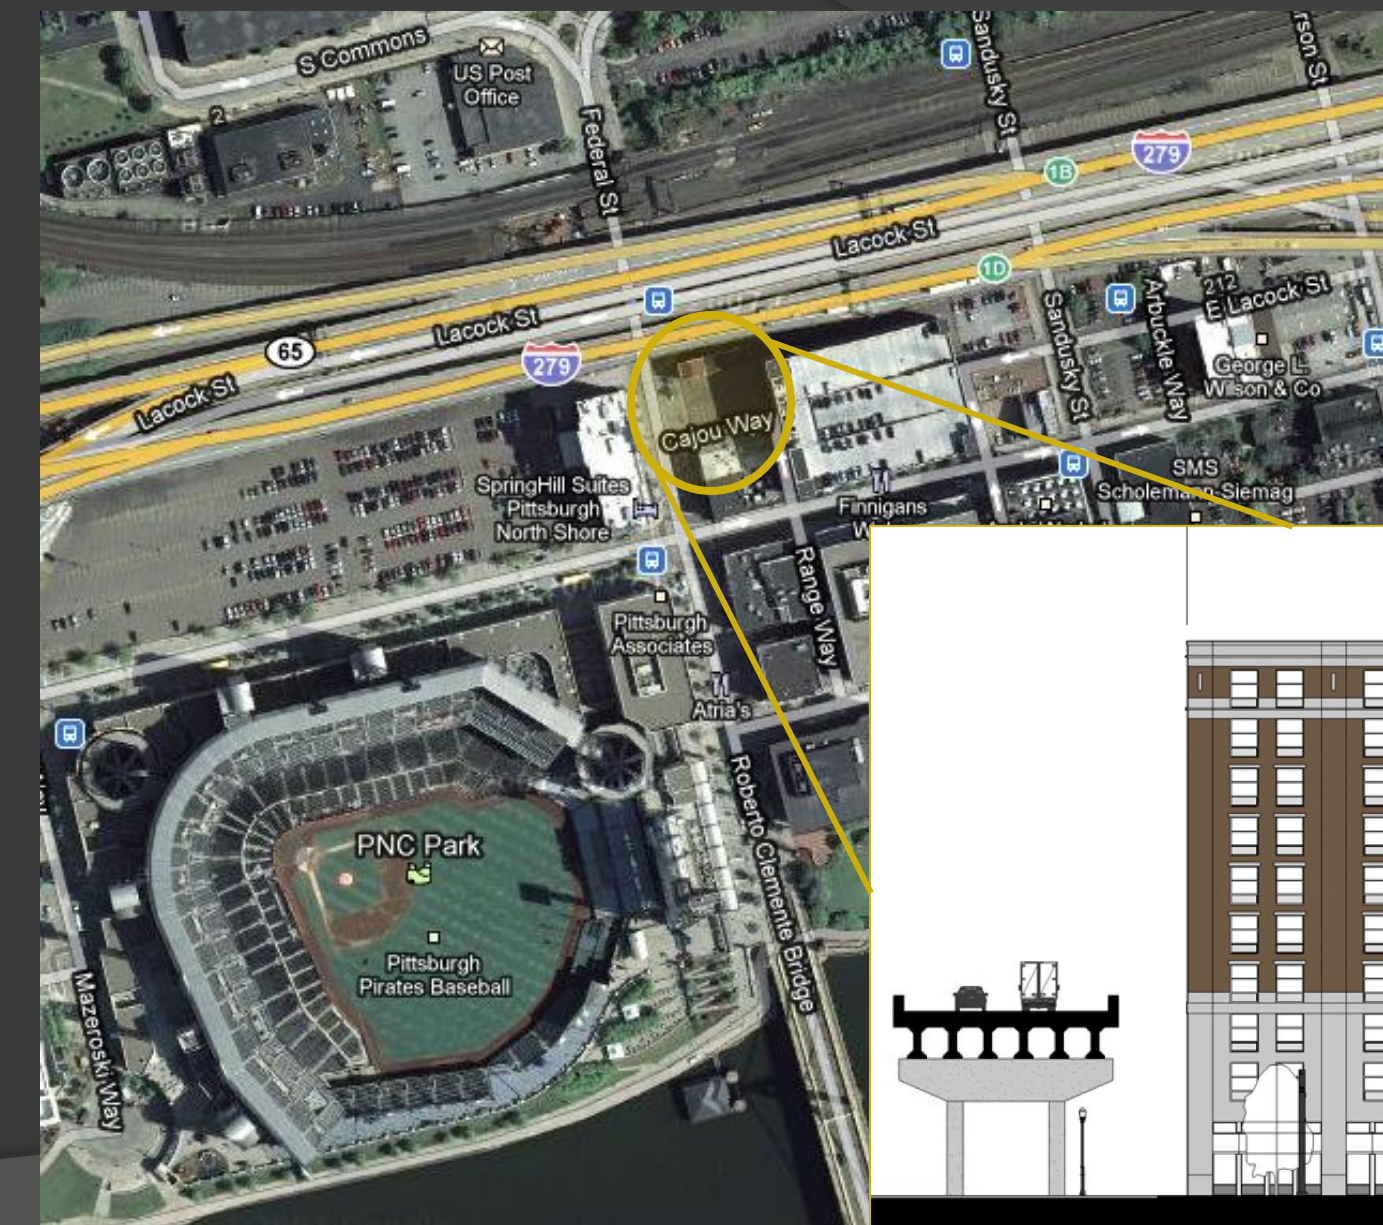 S Commons
US Post
Office
2
Federal St
Sandusky St
rson St
279
1B
Lacock St
1D
Lacock St
65
279
Lacock St
Sandusky St
Arbuckle Way
212
E Lacock St
George L
Wilson & Co
Cajou Way
SpringHill Suites
Pittsburgh
North Shore
Finnigans
W
SMS
Scholemann-Siemag
Range Way
Pittsburgh
Associates
Atria's
Roberto Clemente Bridge
PNC Park
Pittsburgh
Pirates Baseball
Mazeroski Way